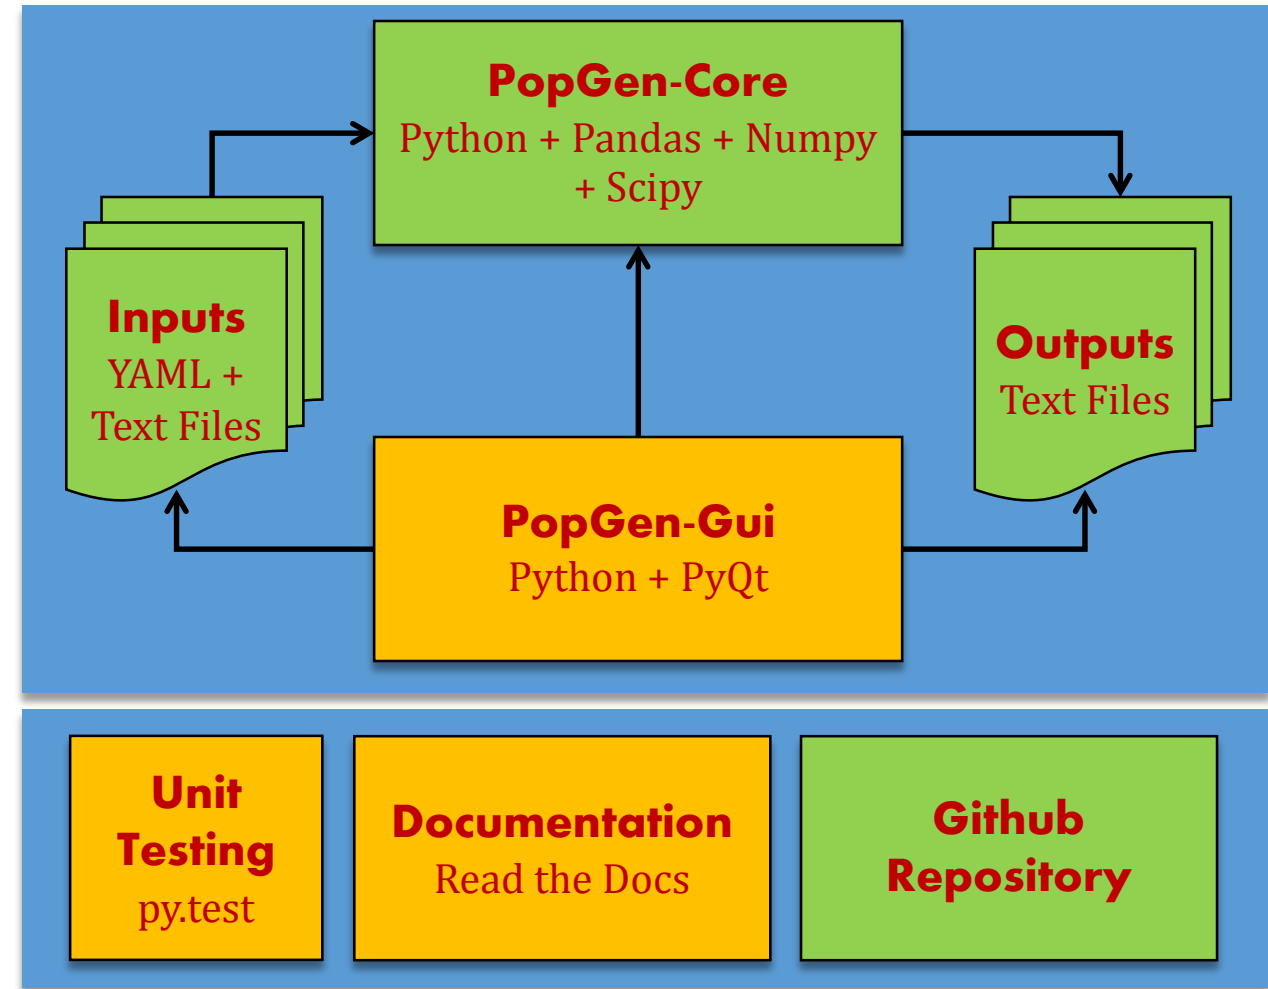 PopGen-Core
Python + Pandas + Numpy
+ Scipy
Inputs
YAML +
Text Files
Outputs
Text Files
PopGen-Gui
Python + PyQt
Unit
Testing
py.test
Documentation
Read the Docs
Github
Repository